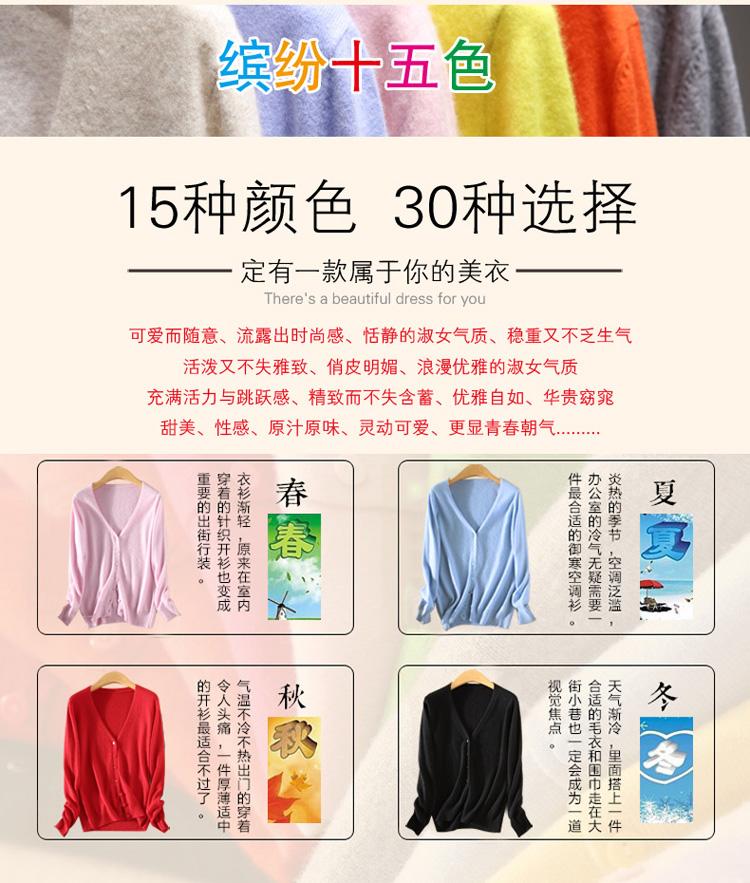 缤纷十五色
15种颜色 30种选择
定有一款属于你的美衣
There's a beautiful dress for you
可爱而随意、流露出时尚感、恬静的淑女气质、稳重又不乏生气
活泼又不失雅致、俏皮明媚、浪漫优雅的淑女气质
充满活力与跳跃感、精致而不失含蓄、优雅自如、华贵窈窕
甜美、性感、原汁原味、灵动可爱、更显青春朝气………
春
春
衣衫渐轻，原来在室内
穿着的针织开衫也变成
重要的出街行装。
夏
夏
炎热的季节，空调泛滥，
办公室的冷气无疑需要一
件最合适的御寒空调衫。
秋
秋
气温不冷不热出门的穿着
令人头痛，一件厚薄适中
的开衫最适合不过了。
冬
冬
天气渐冷，里面搭上一件
合适的毛衣和围巾走在大
街小巷也一定会成为一道
视觉焦点。